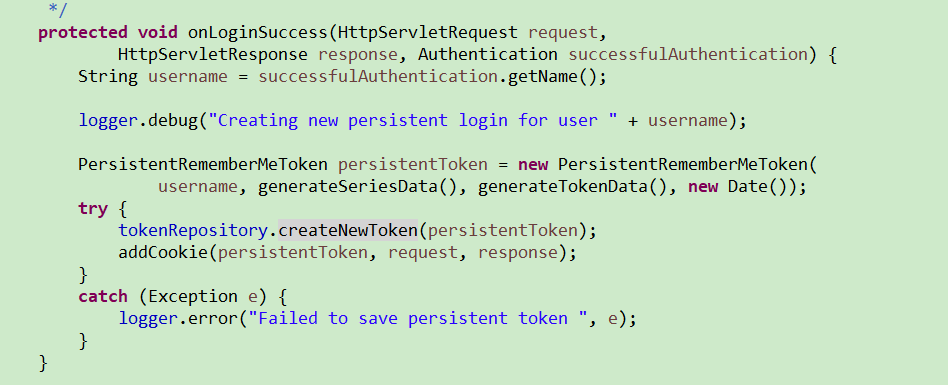 */
protected void onLoginSuccess(HttpServletRequest request,
HttpServletResponse response, Authentication successfulAuthentication) {
String username = successfulAuthentication.getName();
logger.debug("Creating new persistent login for user " + username);
PersistentRememberMeToken persistentToken = new PersistentRememberMeToken(
username, generateSeriesData(), generateTokenData(), new Date());
try {
tokenRepository.createNewToken(persistentToken);
addCookie(persistentToken, request, response);
}
catch (Exception e) {
logger.error("Failed to save persistent token ", e);
}
}